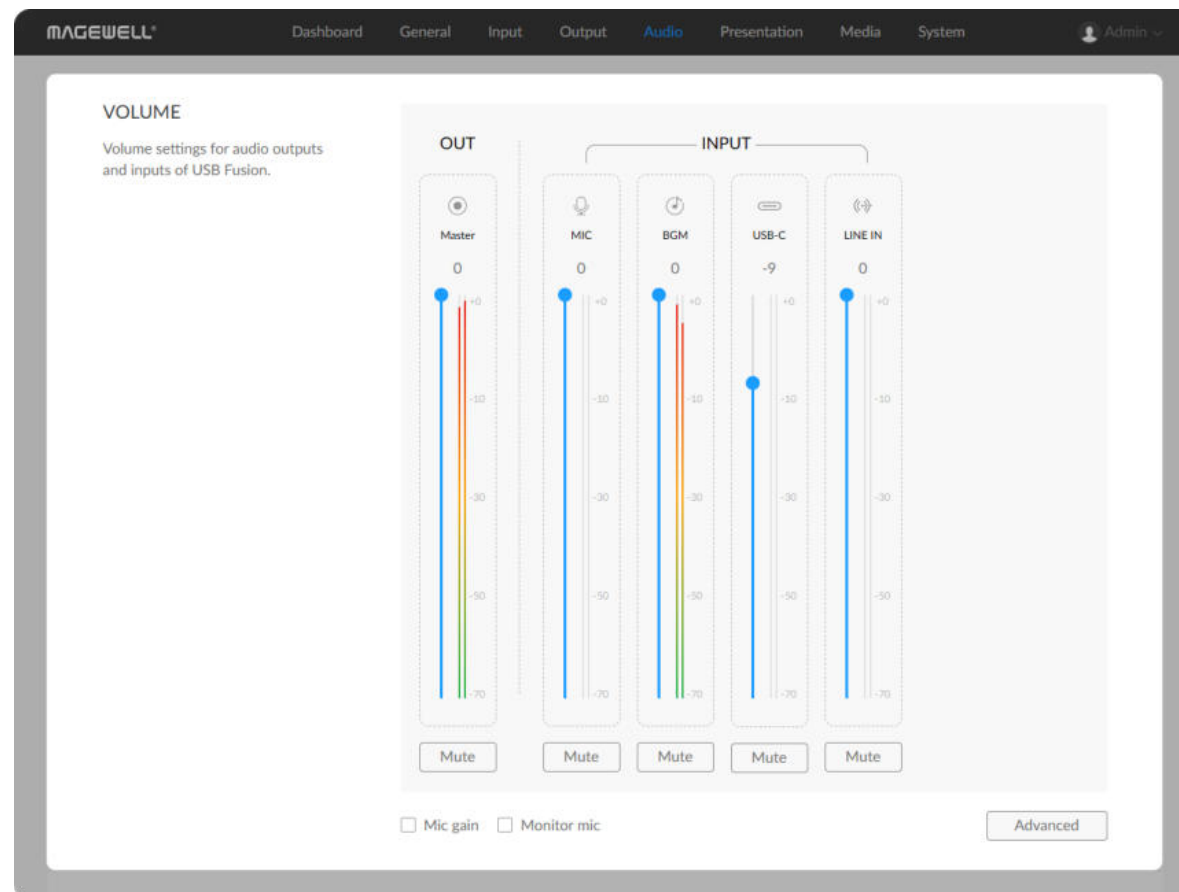 MAGEWELL®
Dashboard General Input Output Audio Presentation Media System Admin
VOLUME
Volume settings for audio outputs
and inputs of USB Fusion.
OUT INPUT
Master MIC BGM USB-C LINE IN
0 0 0 -9 0
+0 +0 +0 +0 +0
-10 -10 -10 -10 -10
-30 -30 -30 -30 -30
-50 -50 -50 -50 -50
-70 -70 -70 -70 -70
Mute Mute Mute Mute Mute
Mic gain Monitor mic Advanced